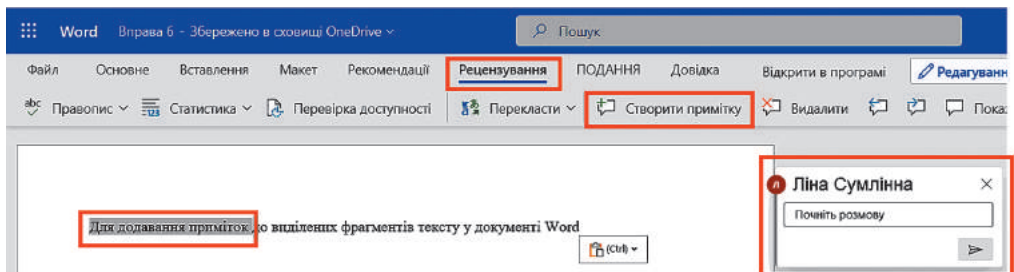 Word Вправа 6 - Збережено в сховищі OneDrive Пошук
Файл Основне Вставлення Макет Рекомендації Рецензування ПОДАННЯ Довідка Відкрити в програмі Редагуванн
abc Правопис 123 Статистика Перевірка доступності Перекласти Створити примітку Видалити Пока
Л Ліна Сумлінна
Почніть розмову
Для додавання приміток до виділених фрагментів тексту у документі Word
(Ctrl)